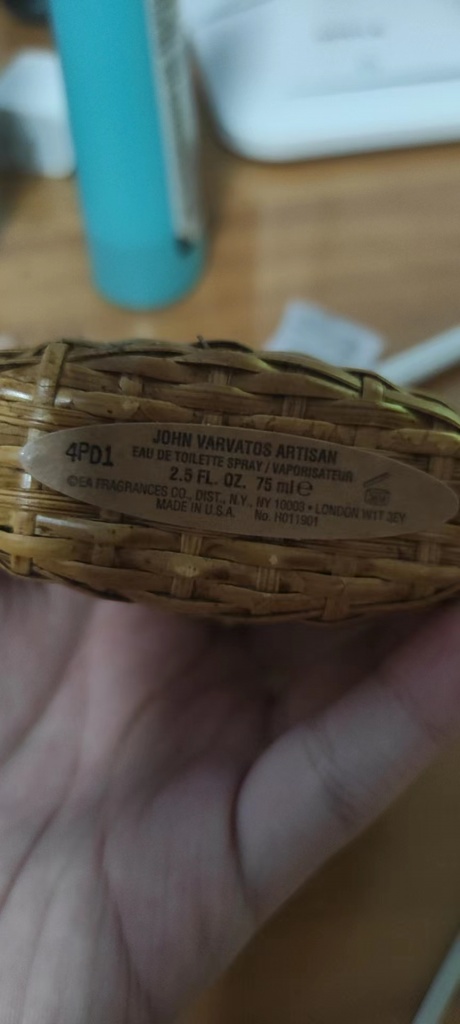 4PD1
JOHN VARVATOS ARTISAN
EAU DE TOILETTE SPRAY / VAPORISATEUR
2.5 FL. OZ. 75 ml ℮
©EA FRAGRANCES CO., DIST., N.Y., NY 10003 • LONDON W1T 3EY
MADE IN U.S.A. No. H011901